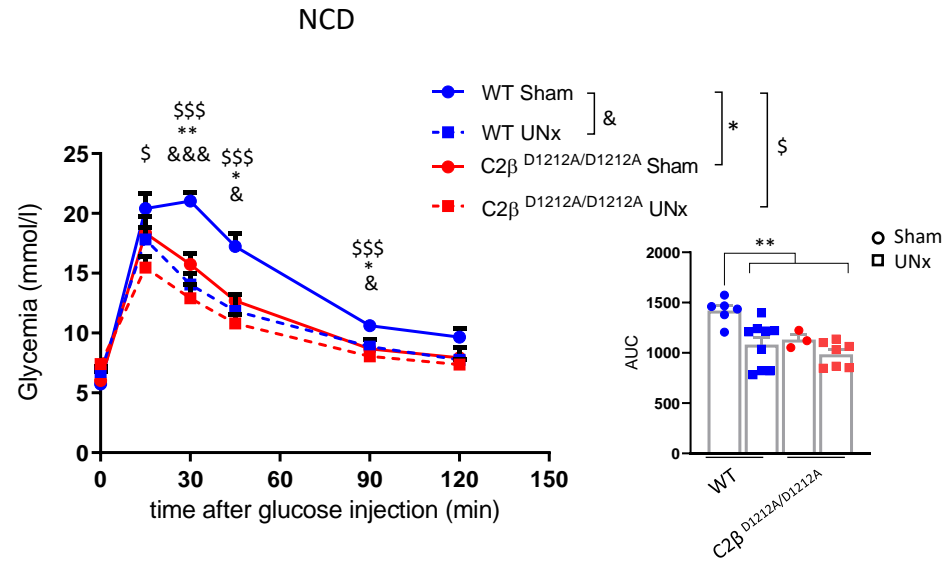 NCD
WT Sham
WT UNx
C2β D1212A/D1212A Sham
C2β D1212A/D1212A UNx
&
*
$
$
$$$
**
&&&
$$$
*
&
$$$
*
&
25
20
15
10
5
0
Glycemia (mmol/l)
0 30 60 90 120 150
time after glucose injection (min)
Sham
UNx
**
1500
1000
500
0
AUC
WT
C2β D1212A/D1212A